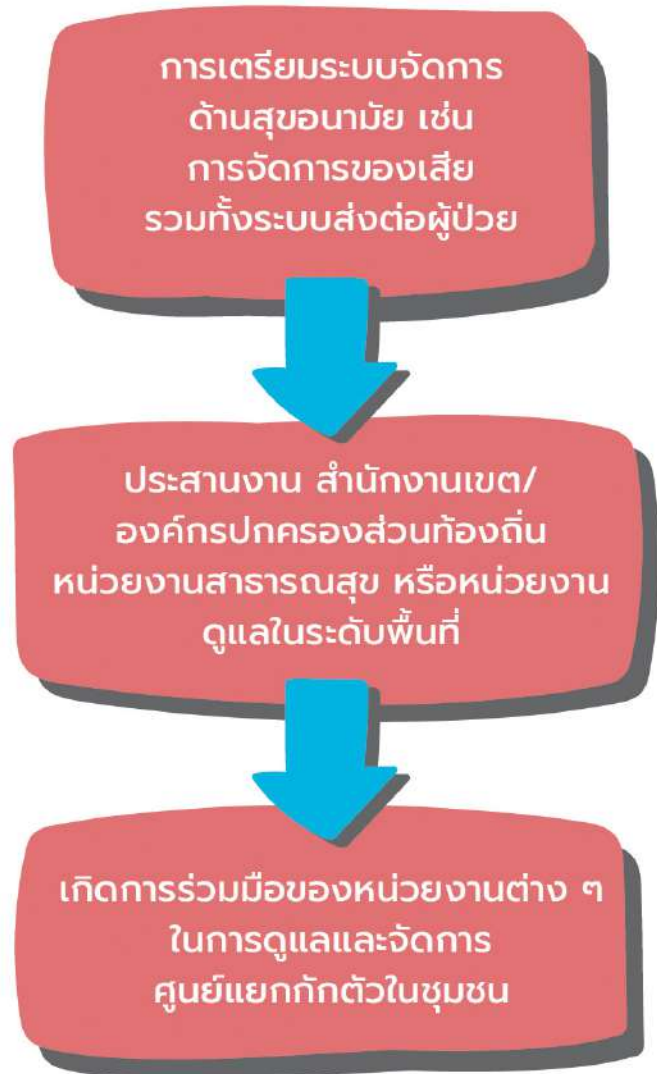 การเตรียมระบบจัดการ
ด้านสุขอนามัย เช่น
การจัดการของเสีย
รวมทั้งระบบส่งต่อผู้ป่วย
ประสานงาน สำนักงานเขต/
องค์กรปกครองส่วนท้องถิ่น
หน่วยงานสาธารณสุข หรือหน่วยงาน
ดูแลในระดับพื้นที่
เกิดการร่วมมือของหน่วยงานต่าง ๆ
ในการดูแลและจัดการ
ศูนย์แยกกักตัวในชุมชน